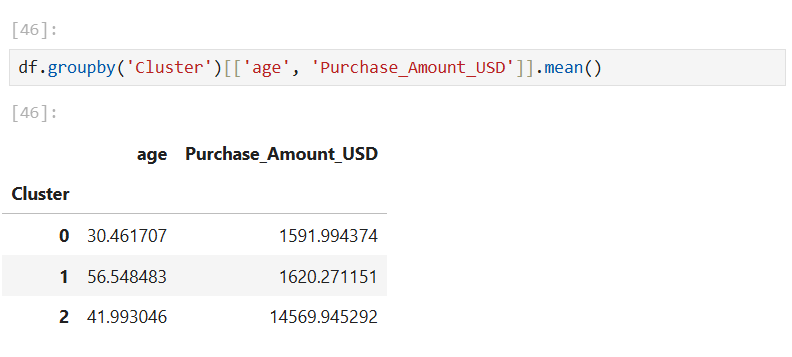 [46]:
df.groupby('Cluster')[['age', 'Purchase_Amount_USD']].mean()
[46]:
age Purchase_Amount_USD
Cluster
0 30.461707 1591.994374
1 56.548483 1620.271151
2 41.993046 14569.945292